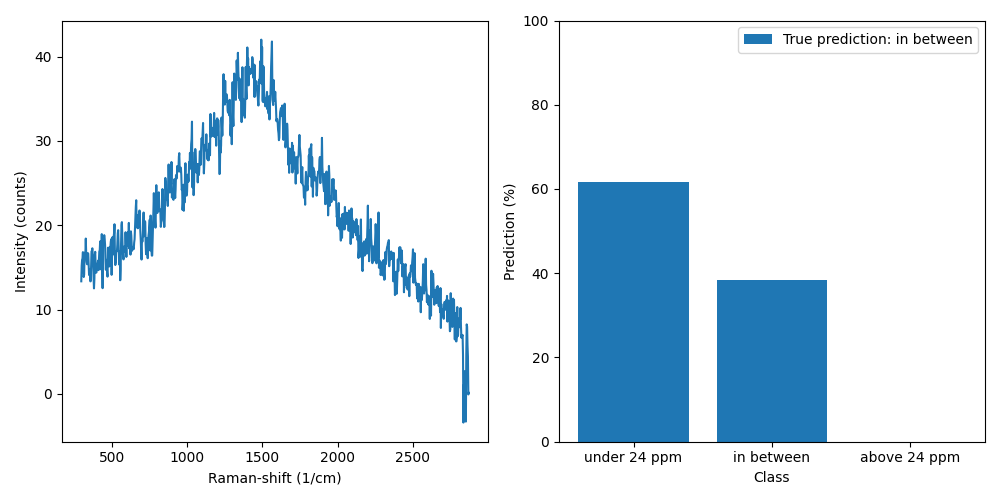 40
30
20
10
0
Intensity (counts)
500 1000 1500 2000 2500
Raman-shift (1/cm)
100
80
60
40
20
0
Prediction (%)
True prediction: in between
under 24 ppm in between above 24 ppm
Class